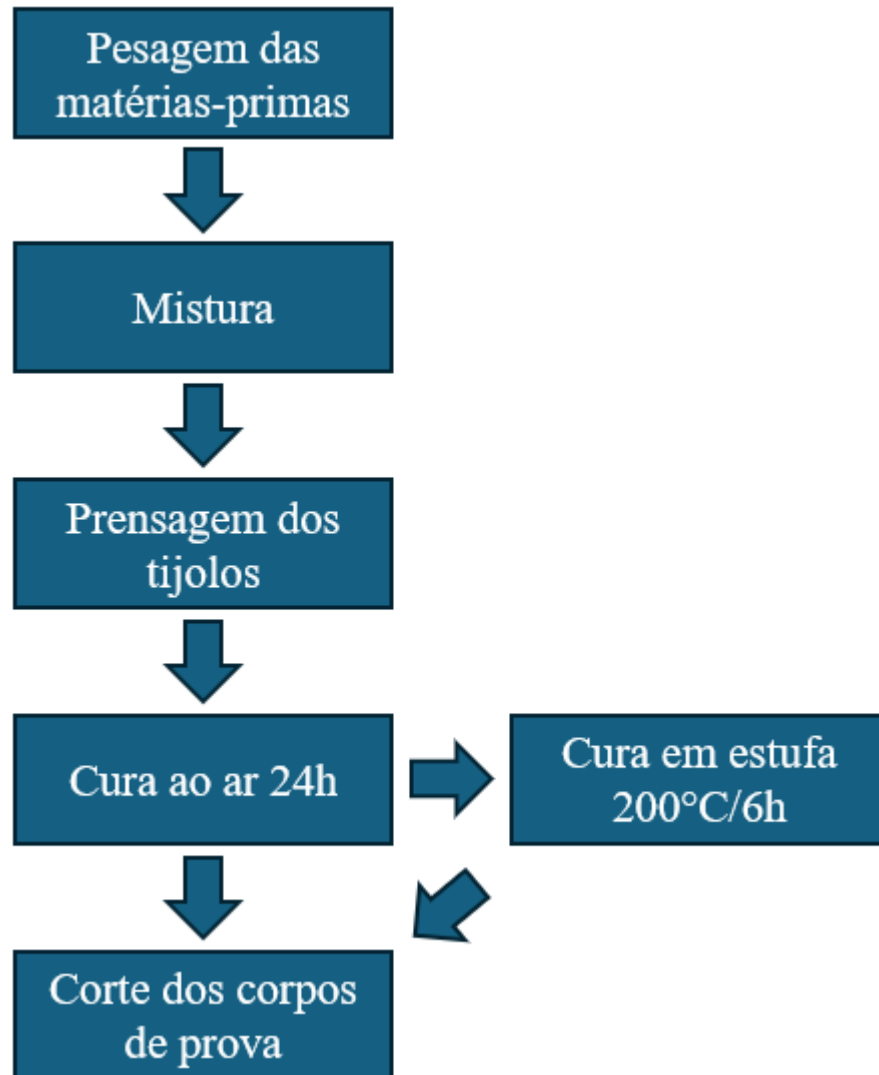 Pesagem das
matérias-primas
Mistura
Prensagem dos
tijolos
Cura ao ar 24h
Cura em estufa
200°C/6h
Corte dos corpos
de prova